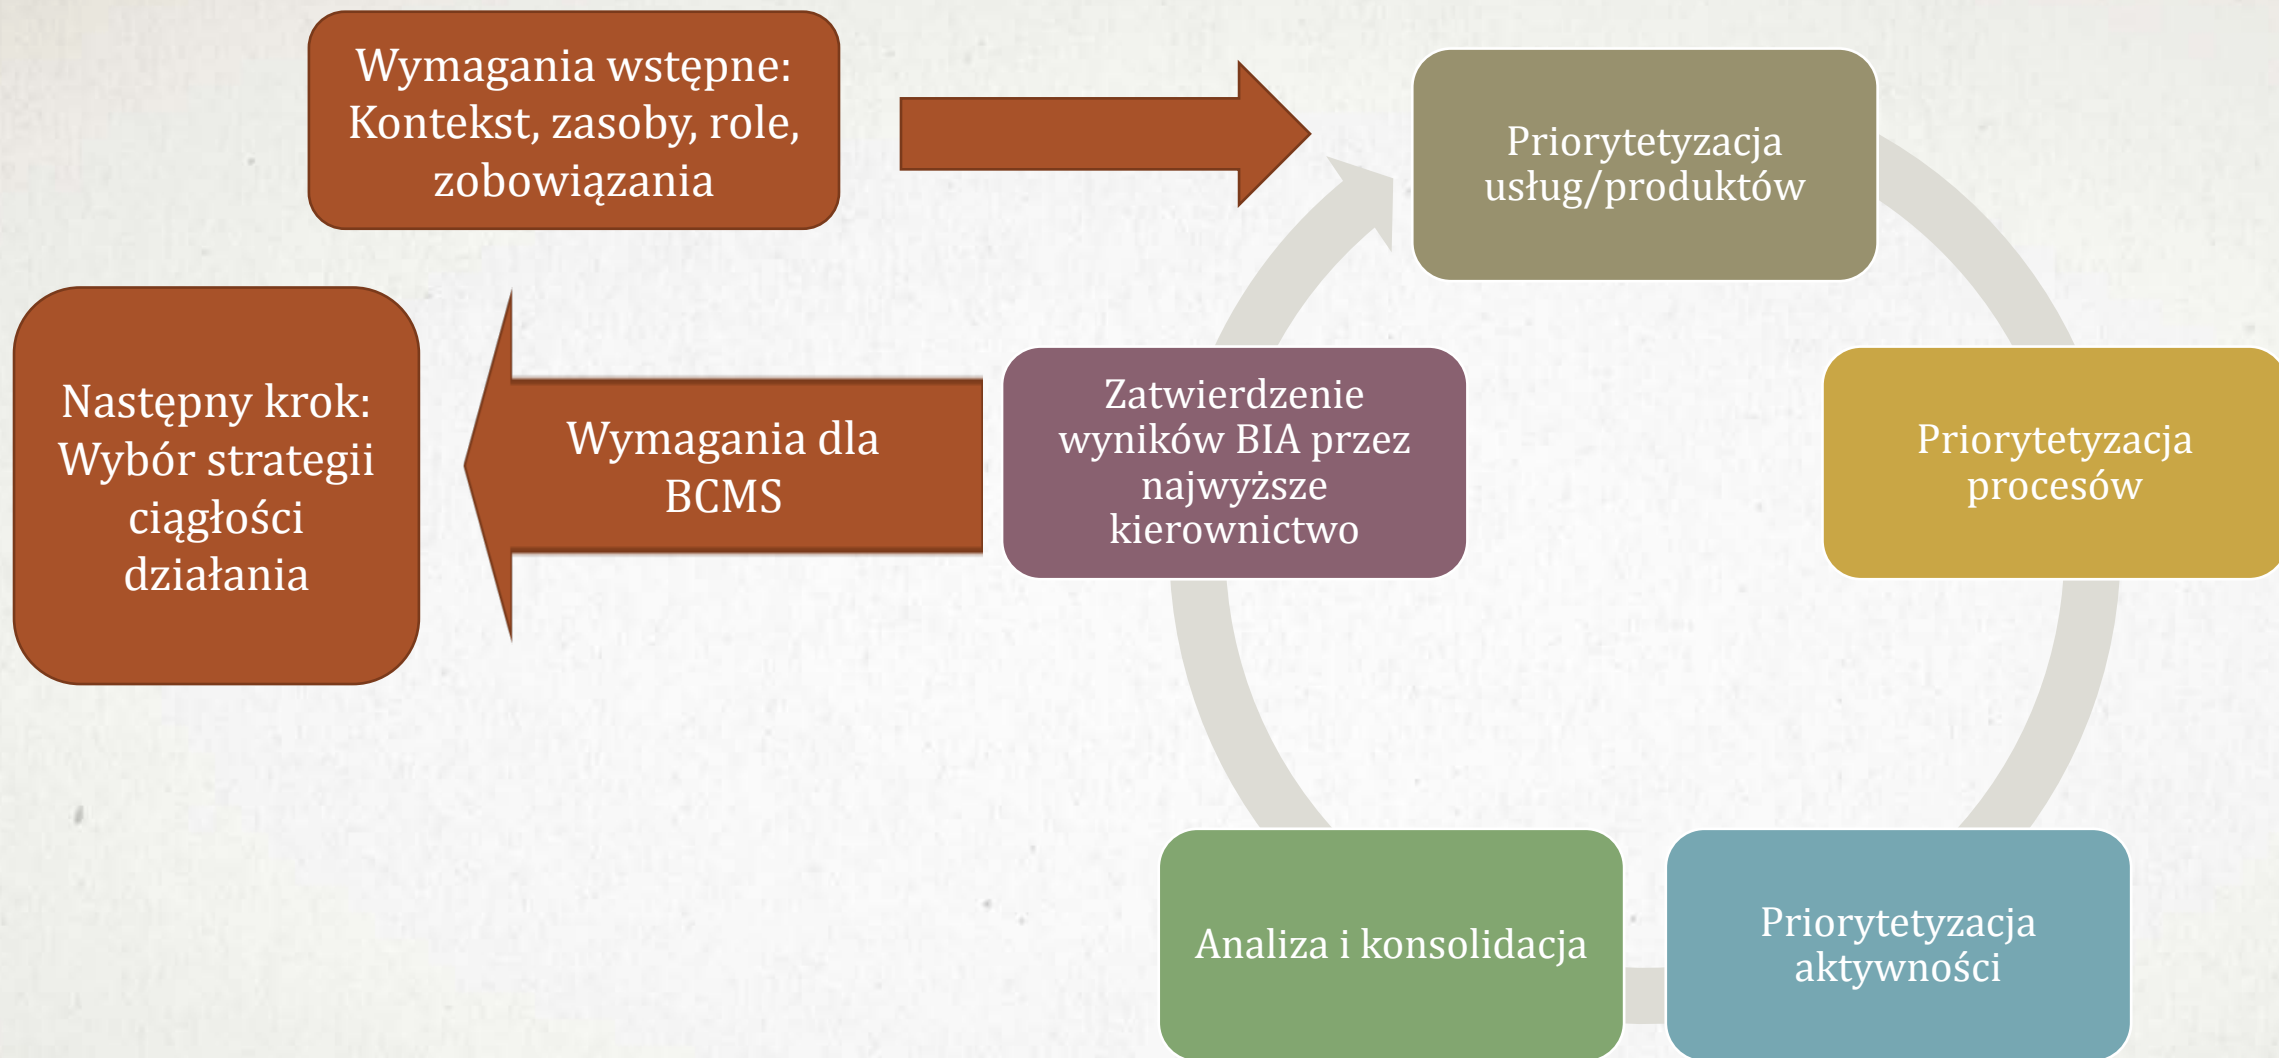 Wymagania wstępne:
Kontekst, zasoby, role,
zobowiązania
Priorytetyzacja
usług/produktów
Następny krok:
Wybór strategii
ciągłości
działania
Wymagania dla
BCMS
Zatwierdzenie
wyników BIA przez
najwyższe
kierownictwo
Priorytetyzacja
procesów
Analiza i konsolidacja
Priorytetyzacja
aktywności